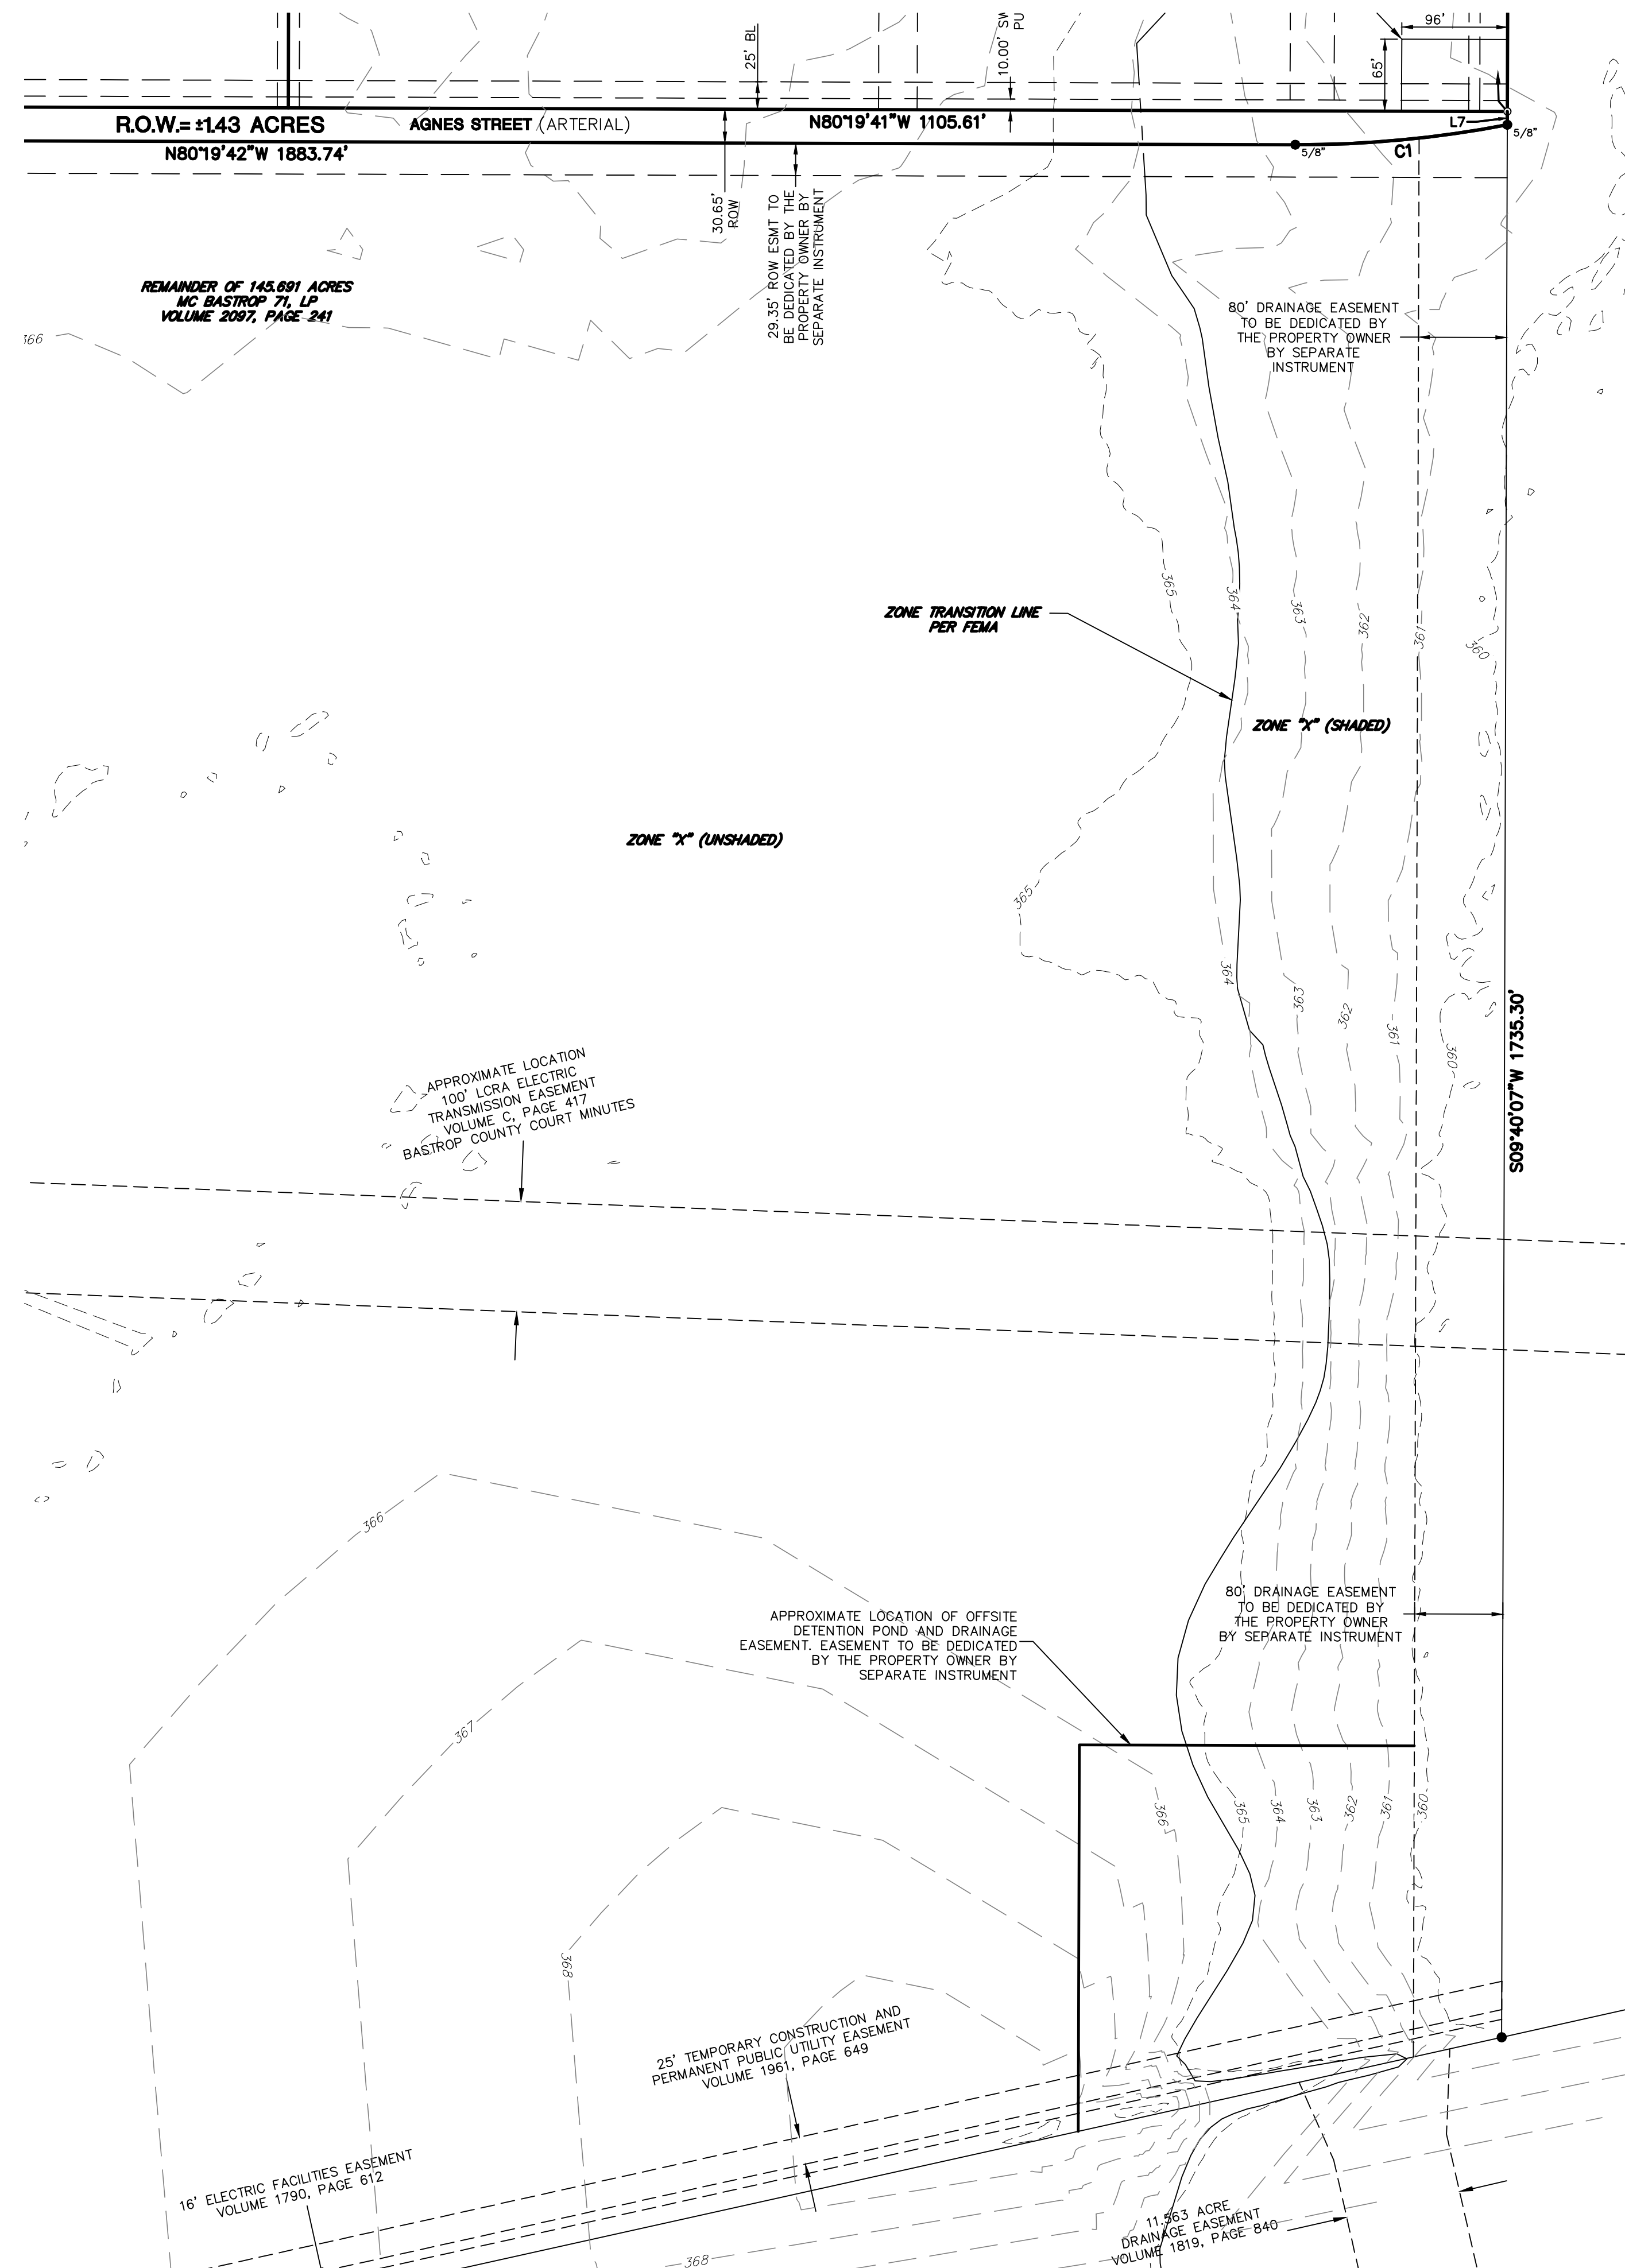 96'
65'
25' BL
10.00' SW
PU
R.O.W.= ±1.43 ACRES
AGNES STREET (ARTERIAL)
N80°19'41"W 1105.61'
L7
5/8"
N80°19'42"W 1883.74'
5/8"
C1
30.65'
ROW
29.35' ROW ESMT TO
BE DEDICATED BY THE
PROPERTY OWNER BY
SEPARATE INSTRUMENT
REMAINDER OF 145.691 ACRES
MC BASTROP 71, LP
VOLUME 2097, PAGE 241
366
80' DRAINAGE EASEMENT
TO BE DEDICATED BY
THE PROPERTY OWNER
BY SEPARATE
INSTRUMENT
365
364
363
362
361
360
ZONE TRANSITION LINE
PER FEMA
ZONE "X" (SHADED)
ZONE "X" (UNSHADED)
365
364
363
362
361
360
S09°40'07"W 1735.30'
APPROXIMATE LOCATION
100' LCRA ELECTRIC
TRANSMISSION EASEMENT
VOLUME C, PAGE 417
BASTROP COUNTY COURT MINUTES
366
80' DRAINAGE EASEMENT
TO BE DEDICATED BY
THE PROPERTY OWNER
BY SEPARATE INSTRUMENT
APPROXIMATE LOCATION OF OFFSITE
DETENTION POND AND DRAINAGE
EASEMENT. EASEMENT TO BE DEDICATED
BY THE PROPERTY OWNER BY
SEPARATE INSTRUMENT
367
366
365
364
363
362
361
360
368
25' TEMPORARY CONSTRUCTION AND
PERMANENT PUBLIC UTILITY EASEMENT
VOLUME 1961, PAGE 649
16' ELECTRIC FACILITIES EASEMENT
VOLUME 1790, PAGE 612
11.563 ACRE
DRAINAGE EASEMENT
VOLUME 1819, PAGE 840
368